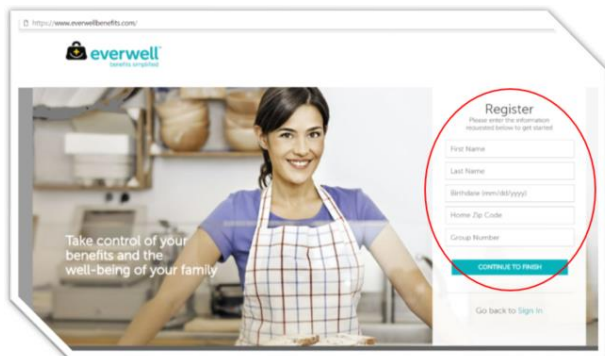 https://www.everwellbenefits.com/
everwell
benefits simplified
Take control of your
benefits and the
well-being of your family
Register
Please enter the information
requested below to get started
First Name
Last Name
Birthdate (mm/dd/yyyy)
Home Zip Code
Group Number
CONTINUE TO FINISH
Go back to Sign In